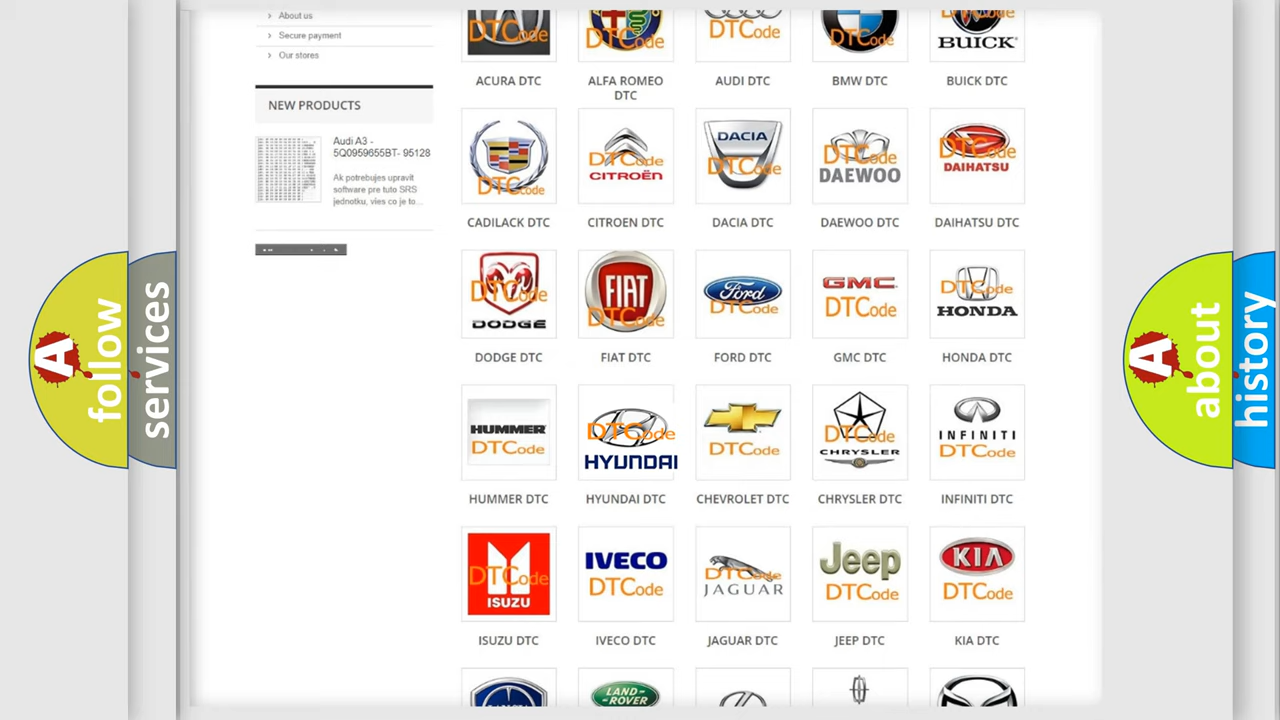 About us
Secure payment
Our stores
NEW PRODUCTS
Audi A3 -
5Q0959655BT- 95128
Ak potrebujes upravit
software pre tuto SRS
jednotku, vies co je to...
DTCode
DTCode
DTCode
DTCode
BUICK
ACURA DTC
ALFA ROMEO
DTC
AUDI DTC
BMW DTC
BUICK DTC
DTCode
DTCode
CITROËN
DACIA
DTCode
DTCode
DAEWOO
DTCode
DAIHATSU
CADILACK DTC
CITROEN DTC
DACIA DTC
DAEWOO DTC
DAIHATSU DTC
DTCode
DODGE
FIAT
DTCode
Ford
DTCode
GMC
DTCode
DTCode
HONDA
DODGE DTC
FIAT DTC
FORD DTC
GMC DTC
HONDA DTC
HUMMER
DTCode
DTCode
HYUNDAI
DTCode
DTCode
CHRYSLER
INFINITI
DTCode
HUMMER DTC
HYUNDAI DTC
CHEVROLET DTC
CHRYSLER DTC
INFINITI DTC
DTCode
ISUZU
IVECO
DTCode
DTCode
JAGUAR
Jeep
DTCode
KIA
DTCode
ISUZU DTC
IVECO DTC
JAGUAR DTC
JEEP DTC
KIA DTC
LAND-
ROVER
A
follow
services
A
about
history